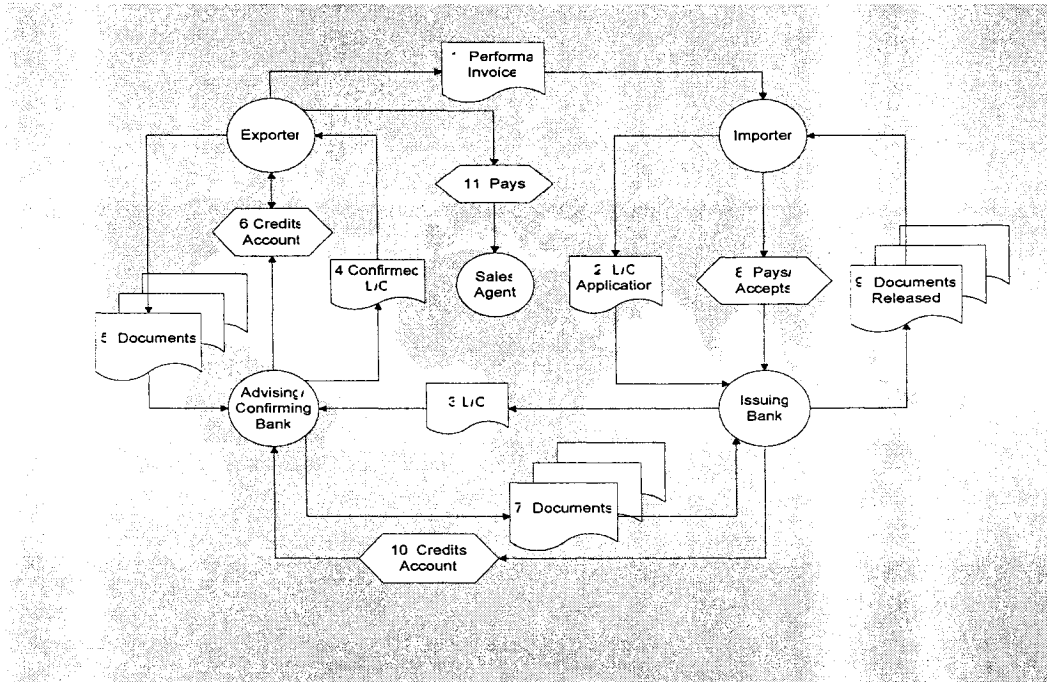 1 Performa
Invoice
Exporter
Importer
11 Pays
6 Credits
Account
4 Confirmed
L/C
Sales
Agent
2 L/C
Application
8 Pays/
Accepts
9 Documents
Released
5 Documents
Advising/
Confirming
Bank
3 L/C
Issuing
Bank
7 Documents
10 Credits
Account